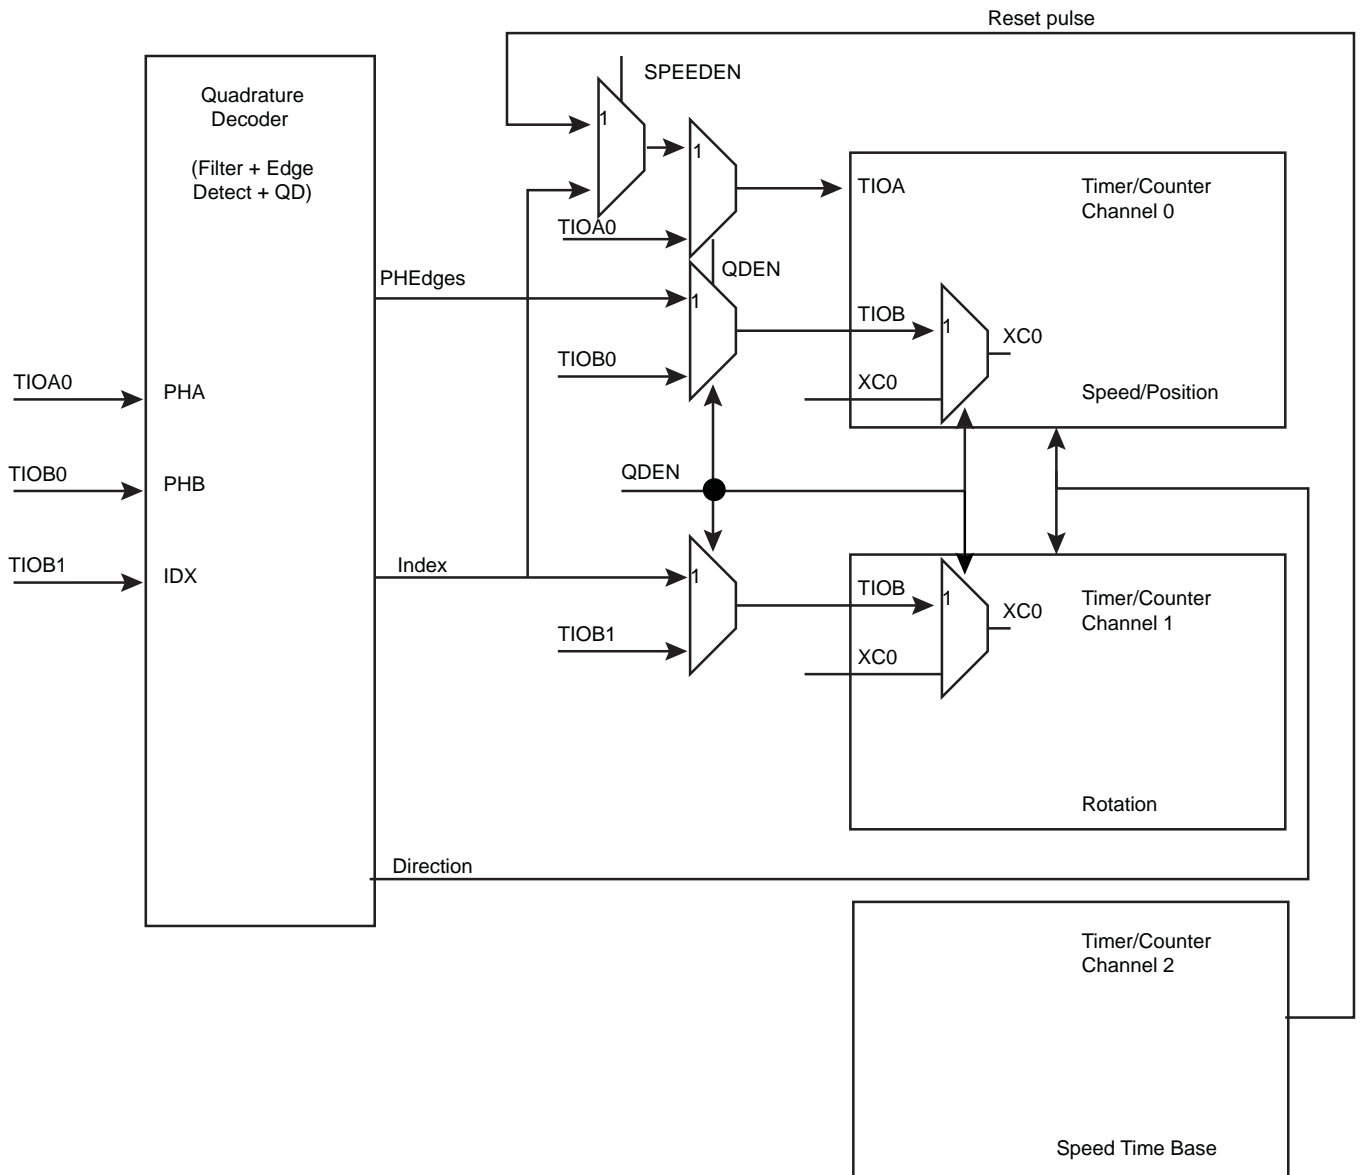 Reset pulse
SPEEDEN
Quadrature
Decoder
(Filter + Edge
Detect + QD)
1
1
TIOA
Timer/Counter
Channel 0
TIOA0
QDEN
PHEdges
1
TIOB
1
XC0
TIOB0
TIOA0
PHA
XC0
Speed/Position
TIOB0
PHB
QDEN
TIOB1
IDX
Index
1
TIOB
1
XC0
Timer/Counter
Channel 1
TIOB1
XC0
Rotation
Direction
Timer/Counter
Channel 2
Speed Time Base